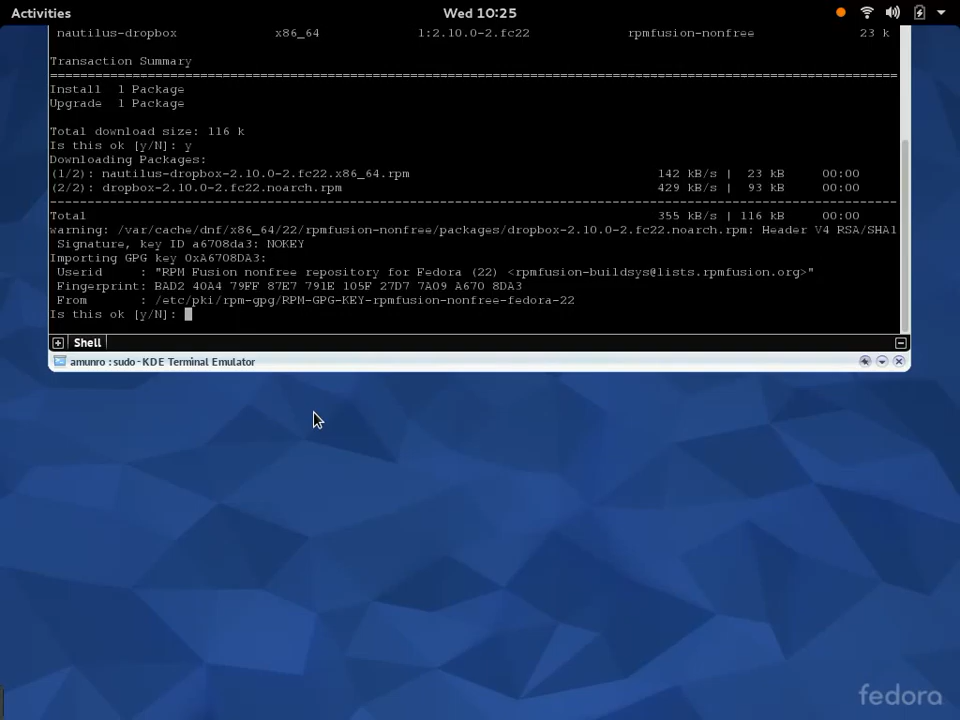 Activities Wed 10:25
nautilus-dropbox x86_64 1:2.10.0-2.fc22 rpmfusion-nonfree 23 k
Transaction Summary
================================================================================
Install 1 Package
Upgrade 1 Package
Total download size: 116 k
Is this ok [y/N]: y
Downloading Packages:
(1/2): nautilus-dropbox-2.10.0-2.fc22.x86_64.rpm 142 kB/s | 23 kB 00:00
(2/2): dropbox-2.10.0-2.fc22.noarch.rpm 429 kB/s | 93 kB 00:00
--------------------------------------------------------------------------------
Total 355 kB/s | 116 kB 00:00
warning: /var/cache/dnf/x86_64/22/rpmfusion-nonfree/packages/dropbox-2.10.0-2.fc22.noarch.rpm: Header V4 RSA/SHA1
Signature, key ID a6708da3: NOKEY
Importing GPG key 0xA6708DA3:
Userid : "RPM Fusion nonfree repository for Fedora (22) <rpmfusion-buildsys@lists.rpmfusion.org>"
Fingerprint: BAD2 40A4 79FF 87E7 791E 105F 27D7 7A09 A670 8DA3
From : /etc/pki/rpm-gpg/RPM-GPG-KEY-rpmfusion-nonfree-fedora-22
Is this ok [y/N]:
Shell
amunro : sudo - KDE Terminal Emulator
fedora